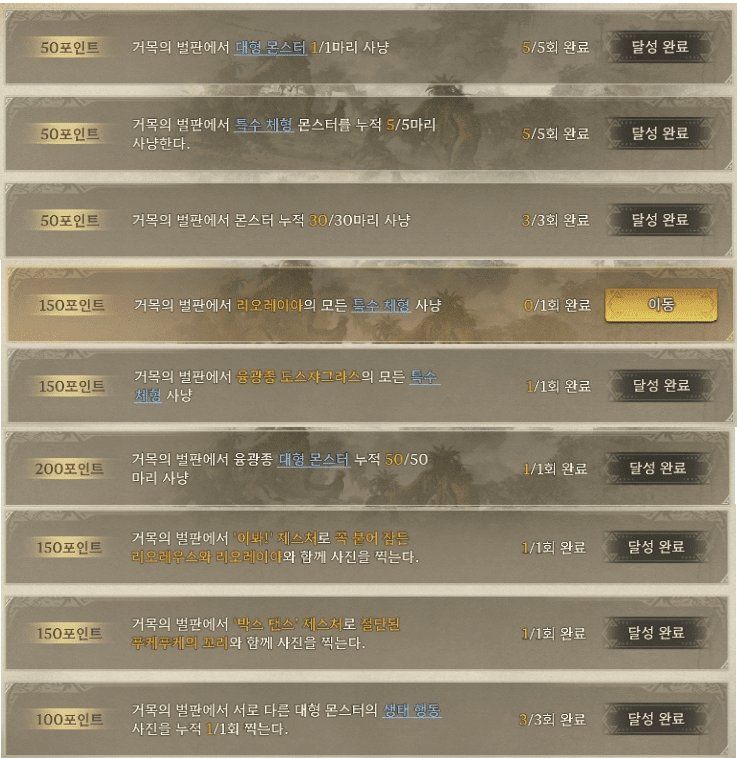 50포인트 거목의 벌판에서 대형 몬스터 1/1마리 사냥 5/5회 완료 달성 완료
50포인트 거목의 벌판에서 특수 체형 몬스터를 누적 5/5마리
사냥한다. 5/5회 완료 달성 완료
50포인트 거목의 벌판에서 몬스터 누적 30/30마리 사냥 3/3회 완료 달성 완료
150포인트 거목의 벌판에서 리오레이아의 모든 특수 체형 사냥 0/1회 완료 이동
150포인트 거목의 벌판에서 융광종 도스쟈그라스의 모든 특수
체형 사냥 1/1회 완료 달성 완료
200포인트 거목의 벌판에서 융광종 대형 몬스터 누적 50/50
마리 사냥 1/1회 완료 달성 완료
150포인트 거목의 벌판에서 '이봐!' 제스처로 꼭 붙어 잠든
리오레우스와 리오레이아와 함께 사진을 찍는다. 1/1회 완료 달성 완료
150포인트 거목의 벌판에서 '박스 댄스' 제스처로 절단된
푸케푸케의 꼬리와 함께 사진을 찍는다. 1/1회 완료 달성 완료
100포인트 거목의 벌판에서 서로 다른 대형 몬스터의 생태 행동
사진을 누적 1/1회 찍는다. 3/3회 완료 달성 완료